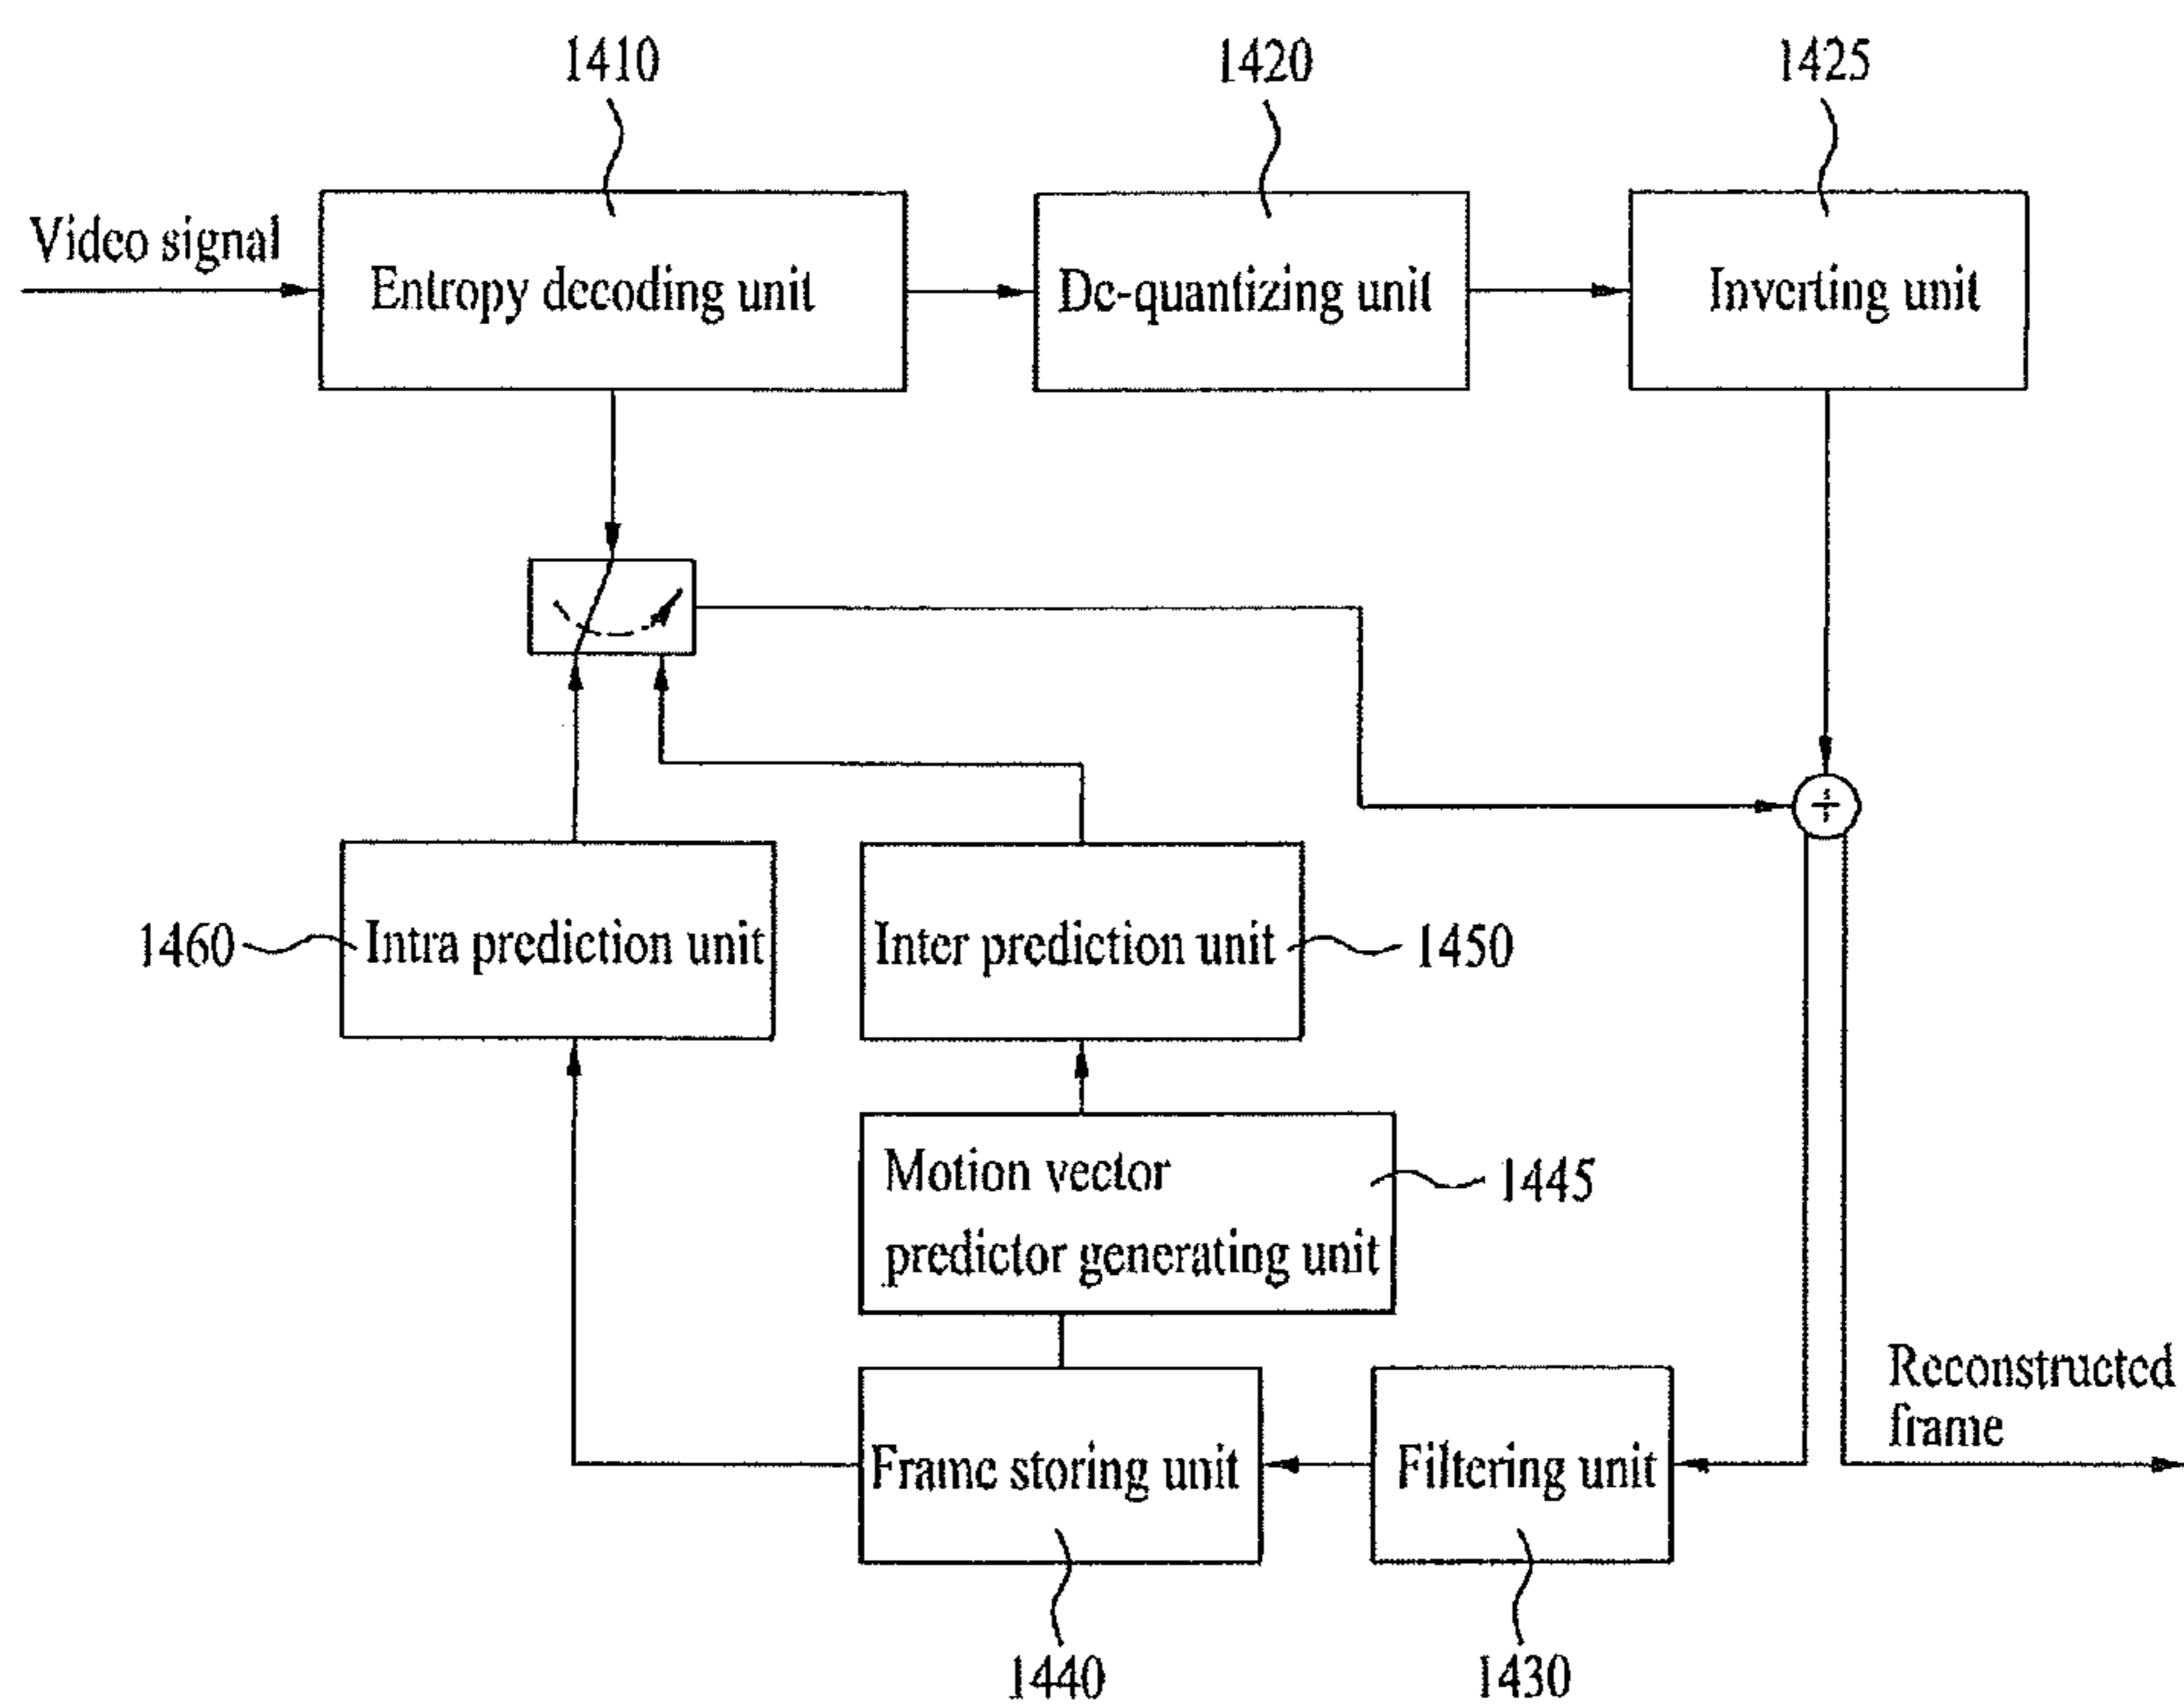 1410
1420
1425
Video signal
Entropy decoding unit
De-quantizing unit
Inverting unit
1460
Intra prediction unit
Inter prediction unit
1450
Motion vector
predictor generating unit
1445
Reconstructed
frame
Frame storing unit
Filtering unit
1440
1430